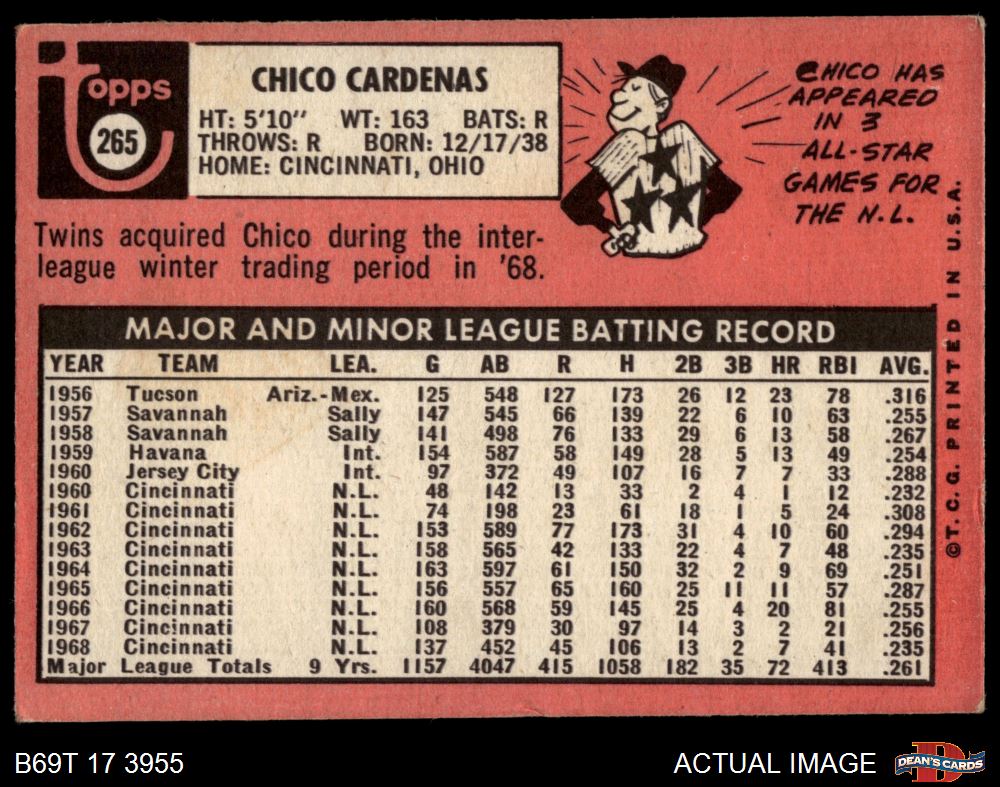 Topps
265
CHICO CARDENAS
HT: 5'10" WT: 163 BATS: R
THROWS: R BORN: 12/17/38
HOME: CINCINNATI, OHIO
CHICO HAS
APPEARED
IN 3
ALL-STAR
GAMES FOR
THE N.L.
Twins acquired Chico during the inter-
league winter trading period in '68.
MAJOR AND MINOR LEAGUE BATTING RECORD
YEAR TEAM LEA. G AB R H 2B 3B HR RBI AVG.
1956 Tucson Ariz.-Mex. 125 548 127 173 26 12 23 78 .316
1957 Savannah Sally 147 545 66 139 22 6 10 63 .255
1958 Savannah Sally 141 498 76 133 29 6 13 58 .267
1959 Havana Int. 154 587 58 149 28 5 13 49 .254
1960 Jersey City Int. 97 372 49 107 16 7 7 33 .288
1960 Cincinnati N.L. 48 142 13 33 2 4 1 12 .232
1961 Cincinnati N.L. 74 198 23 61 18 1 5 24 .308
1962 Cincinnati N.L. 153 589 77 173 31 4 10 60 .294
1963 Cincinnati N.L. 158 565 42 133 22 4 7 48 .235
1964 Cincinnati N.L. 163 597 61 150 32 2 9 69 .251
1965 Cincinnati N.L. 156 557 65 160 25 11 11 57 .287
1966 Cincinnati N.L. 160 568 59 145 25 4 20 81 .255
1967 Cincinnati N.L. 108 379 30 97 14 3 2 21 .256
1968 Cincinnati N.L. 137 452 45 106 13 2 7 41 .235
Major League Totals 9 Yrs. 1157 4047 415 1058 182 35 72 413 .261
©T.C.G. PRINTED IN U.S.A.
B69T 17 3955
ACTUAL IMAGE
DEAN'S CARDS